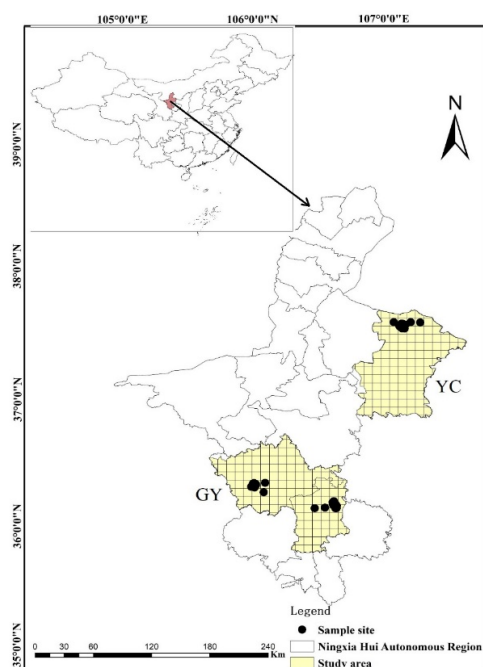 105°0'0"E 106°0'0"E 107°0'0"E
39°0'0"N
N
38°0'0"N
37°0'0"N
YC
GY
36°0'0"N
Legend
Sample site
Ningxia Hui Autonomous Region
Study area
35°0'0"N
0 15 30 60 90 120 180 240
Km